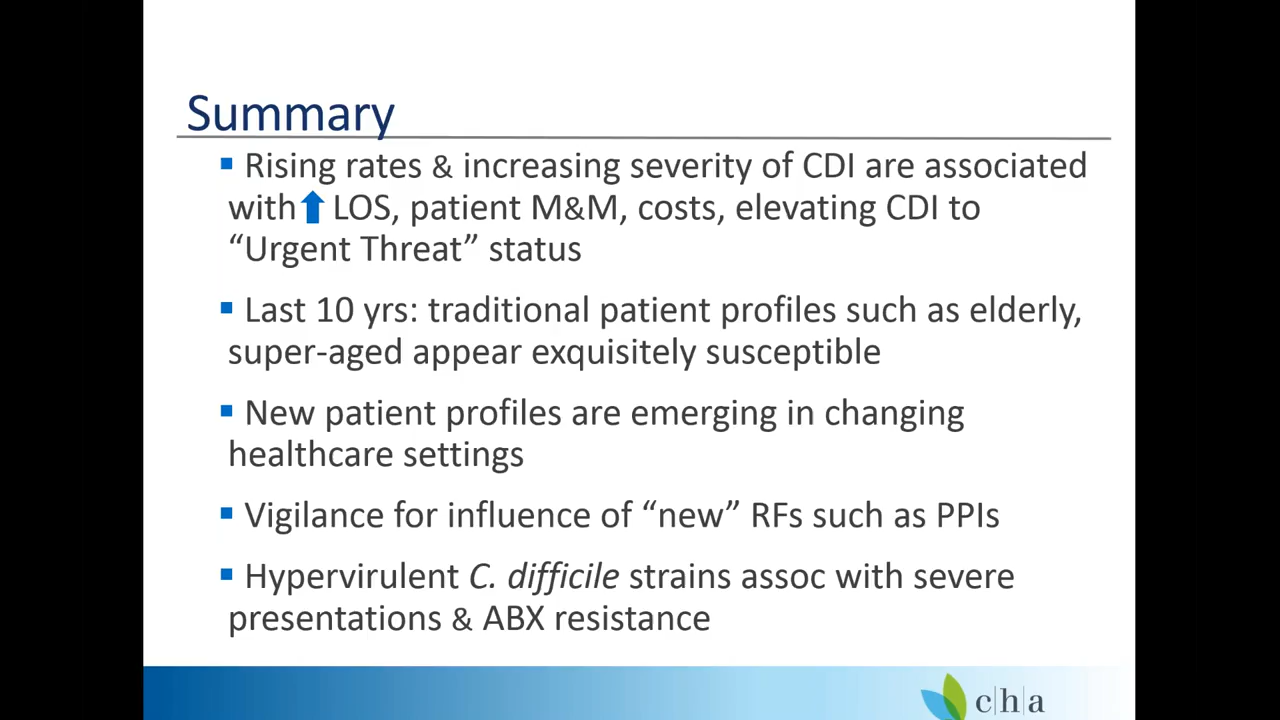 Summary
▪ Rising rates & increasing severity of CDI are associated
with ⬆ LOS, patient M&M, costs, elevating CDI to
“Urgent Threat” status
▪ Last 10 yrs: traditional patient profiles such as elderly,
super-aged appear exquisitely susceptible
▪ New patient profiles are emerging in changing
healthcare settings
▪ Vigilance for influence of “new” RFs such as PPIs
▪ Hypervirulent C. difficile strains assoc with severe
presentations & ABX resistance
c|h|a